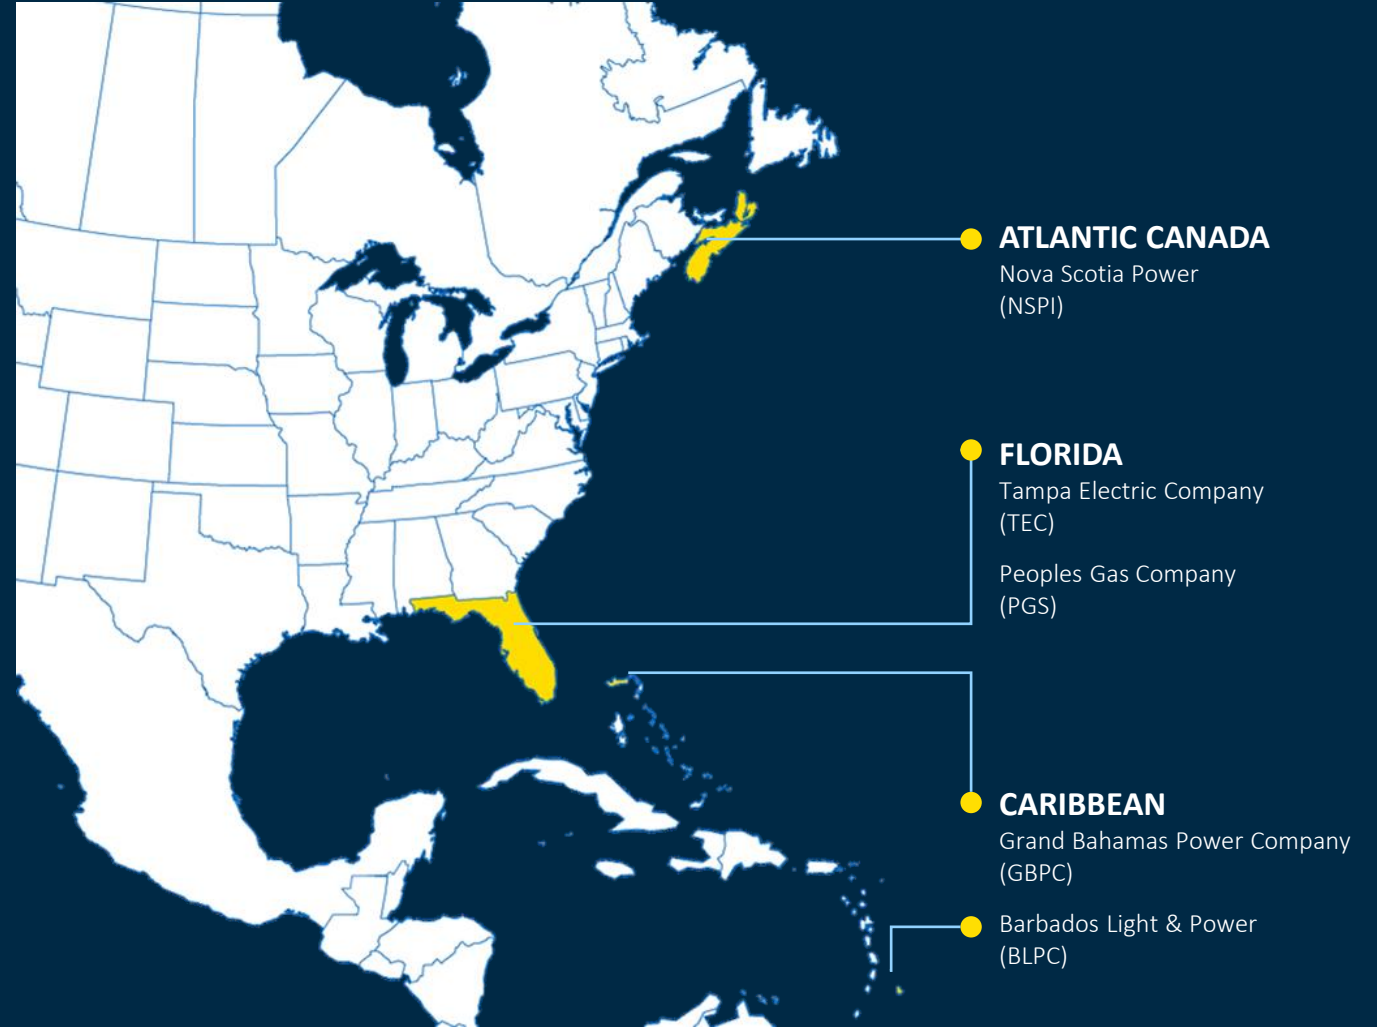 ATLANTIC CANADA
Nova Scotia Power
(NSPI)
FLORIDA
Tampa Electric Company
(TEC)
Peoples Gas Company
(PGS)
CARIBBEAN
Grand Bahamas Power Company
(GBPC)
Barbados Light & Power
(BLPC)